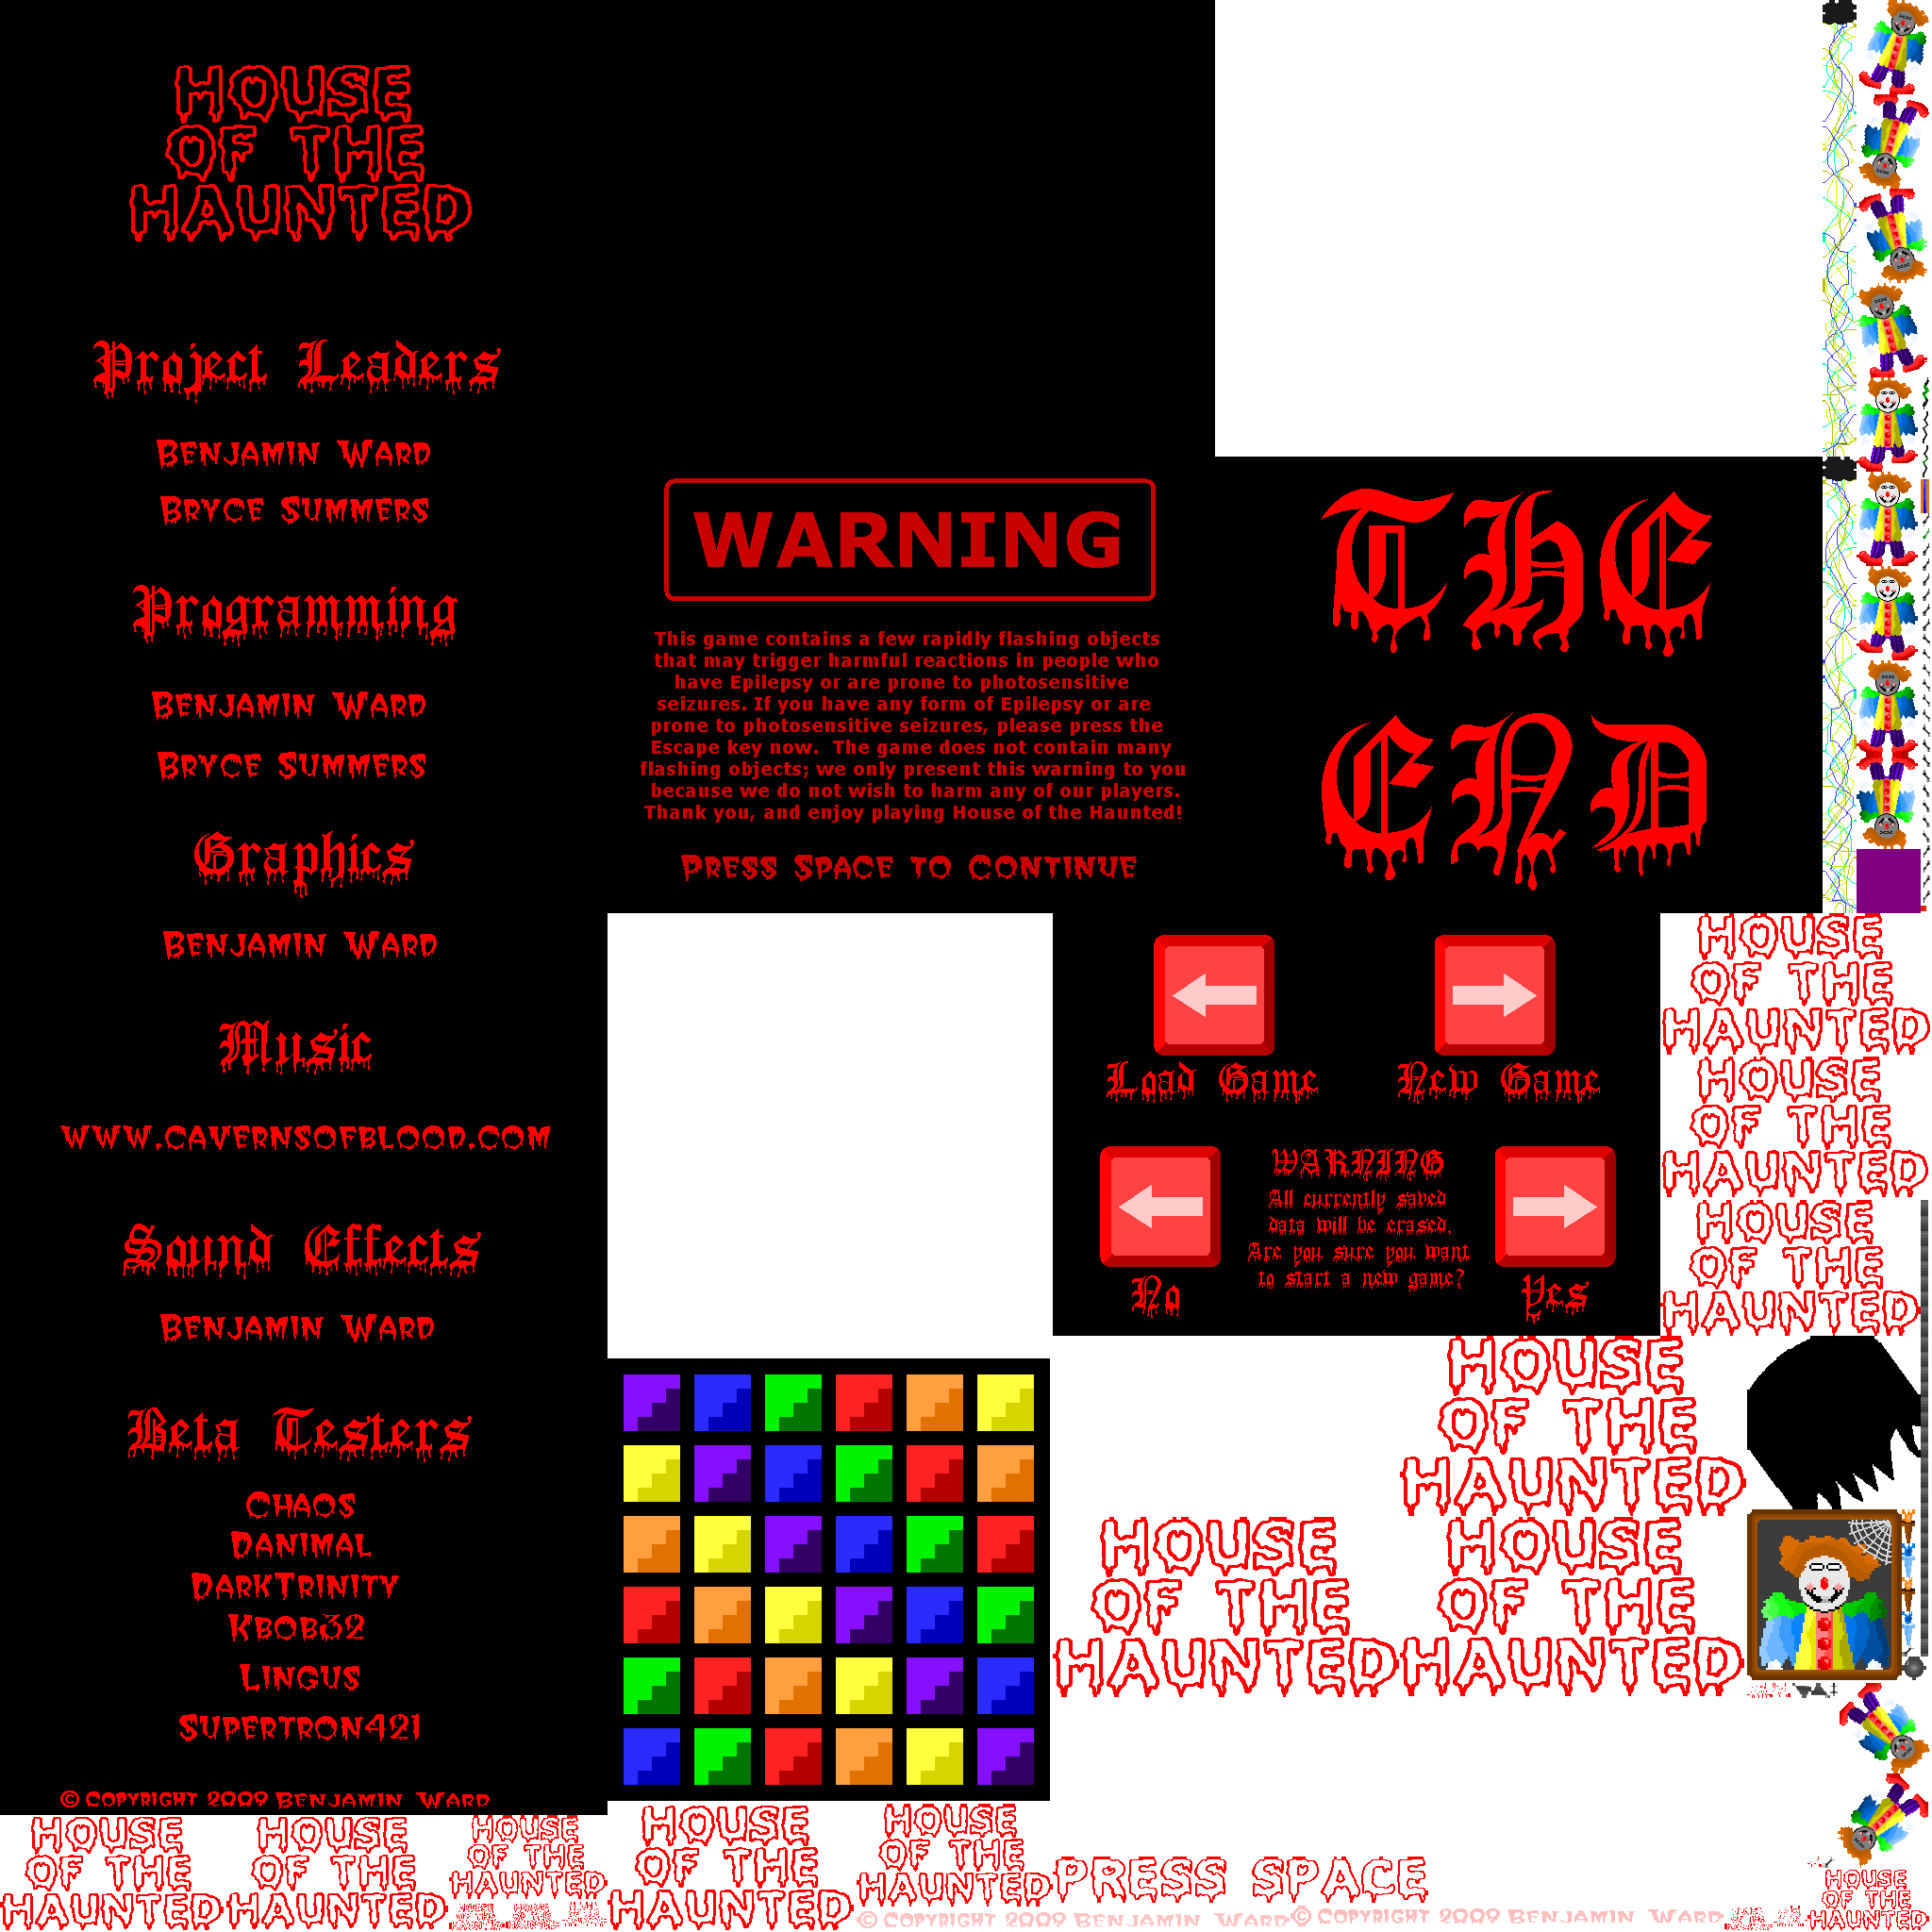 HOUSE
OF THE
HAUNTED
Project Leaders
BENJAMIN WARD
BRYCE SUMMERS
Programming
BENJAMIN WARD
BRYCE SUMMERS
Graphics
BENJAMIN WARD
Music
WWW.CAVERNSOFBLOOD.COM
Sound Effects
BENJAMIN WARD
Beta Testers
CHAOS
DANIMAL
DARKTRINITY
KBOB32
LINGUS
SUPERTRON421
© COPYRIGHT 2009 BENJAMIN WARD
WARNING
This game contains a few rapidly flashing objects
that may trigger harmful reactions in people who
have Epilepsy or are prone to photosensitive
seizures. If you have any form of Epilepsy or are
prone to photosensitive seizures, please press the
Escape key now.  The game does not contain many
flashing objects; we only present this warning to you
because we do not wish to harm any of our players.
Thank you, and enjoy playing House of the Haunted!
PRESS SPACE TO CONTINUE
THE
END
Load Game
New Game
WARNING
All currently saved
data will be erased.
Are you sure you want
to start a new game?
No
Yes
HOUSE
OF THE
HAUNTED
HOUSE
OF THE
HAUNTED
HOUSE
OF THE
HAUNTED
HOUSE
OF THE
HAUNTED
HOUSE
OF THE
HAUNTED
HOUSE
OF THE
HAUNTED
HOUSE
OF THE
HAUNTED
HOUSE
OF THE
HAUNTED
HOUSE
OF THE
HAUNTED
HOUSE
OF THE
HAUNTED
HOUSE
OF THE
HAUNTED
PRESS SPACE
© COPYRIGHT 2009 BENJAMIN WARD
© COPYRIGHT 2009 BENJAMIN WARD
HOUSE
OF THE
HAUNTED